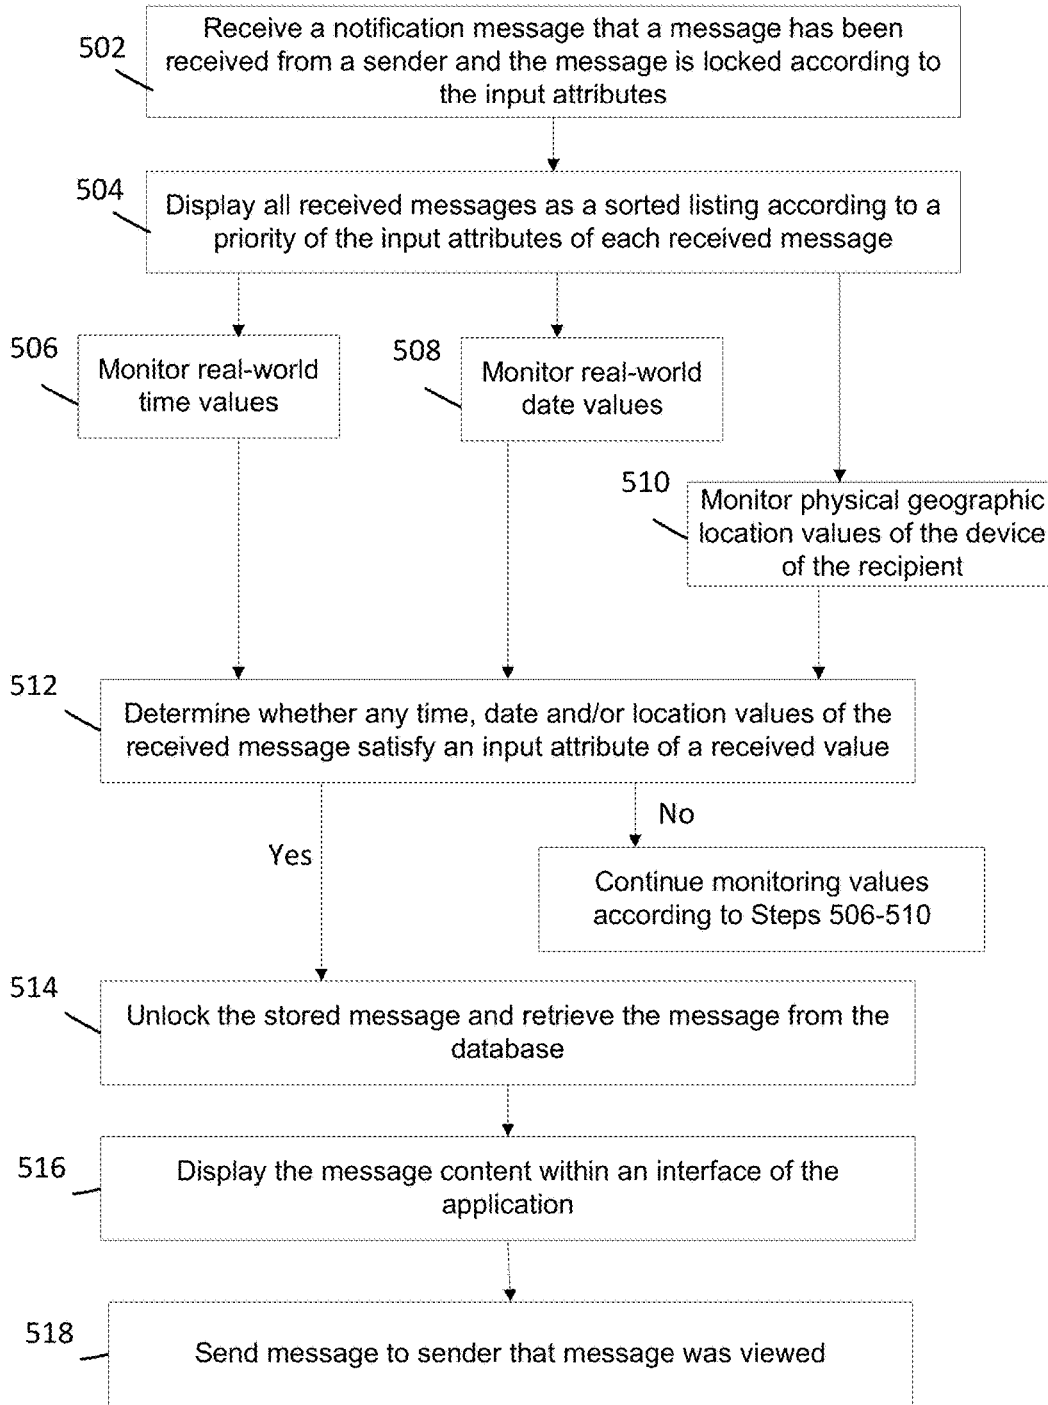 502
Receive a notification message that a message has been
received from a sender and the message is locked according to
the input attributes
504
Display all received messages as a sorted listing according to a
priority of the input attributes of each received message
506
Monitor real-world
time values
508
Monitor real-world
date values
510
Monitor physical geographic
location values of the device
of the recipient
512
Determine whether any time, date and/or location values of the
received message satisfy an input attribute of a received value
Yes
No
Continue monitoring values
according to Steps 506-510
514
Unlock the stored message and retrieve the message from the
database
516
Display the message content within an interface of the
application
518
Send message to sender that message was viewed